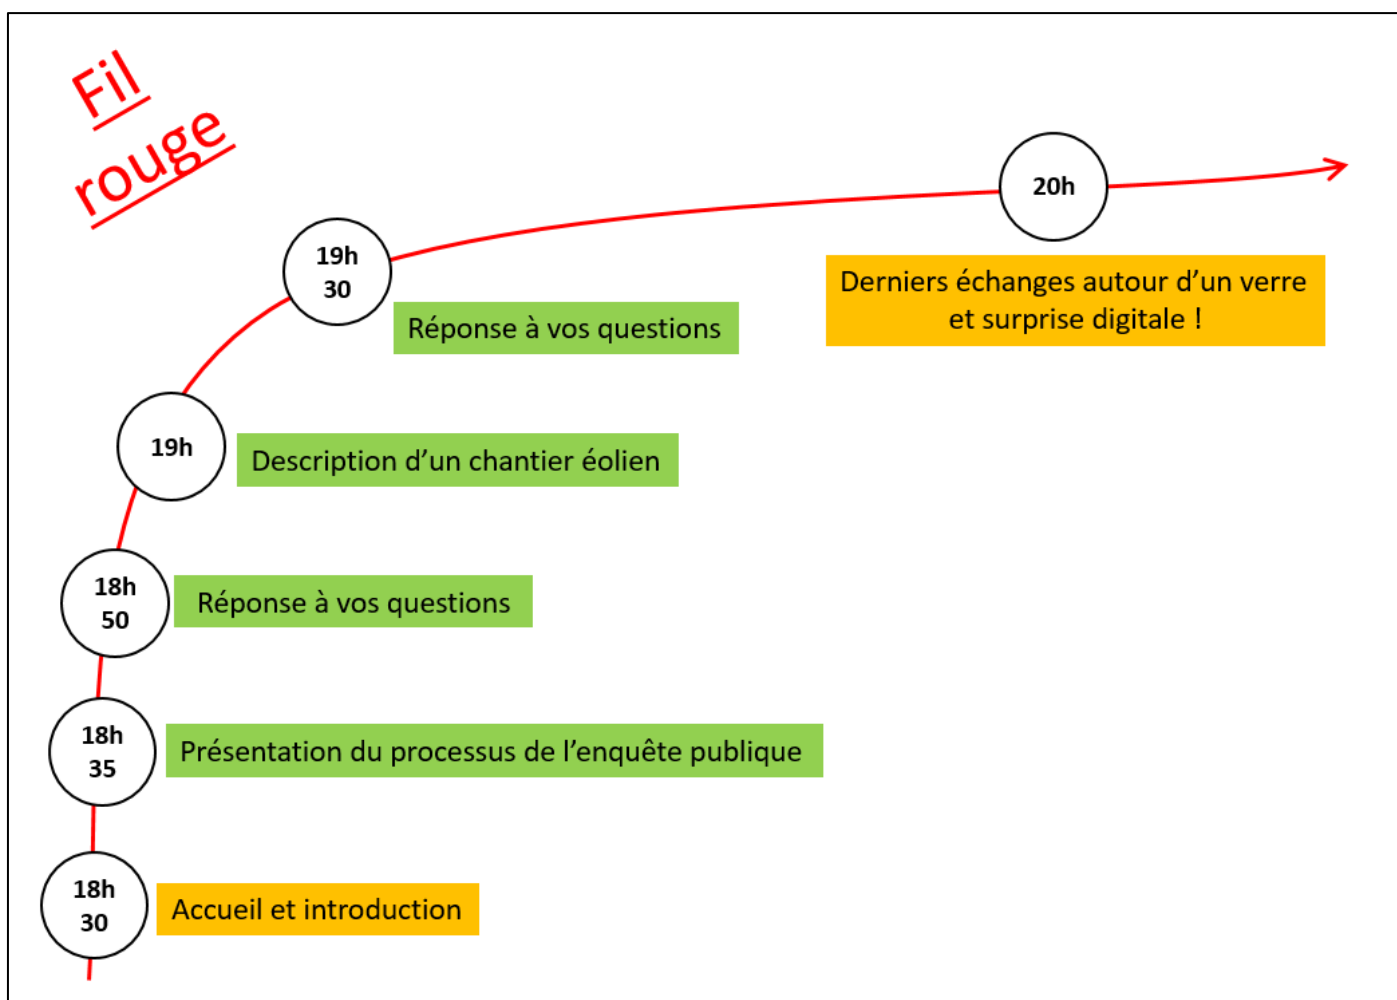 Fil
rouge
20h
Derniers échanges autour d’un verre
et surprise digitale !
19h
30
Réponse à vos questions
19h
Description d’un chantier éolien
18h
50
Réponse à vos questions
18h
35
Présentation du processus de l’enquête publique
18h
30
Accueil et introduction